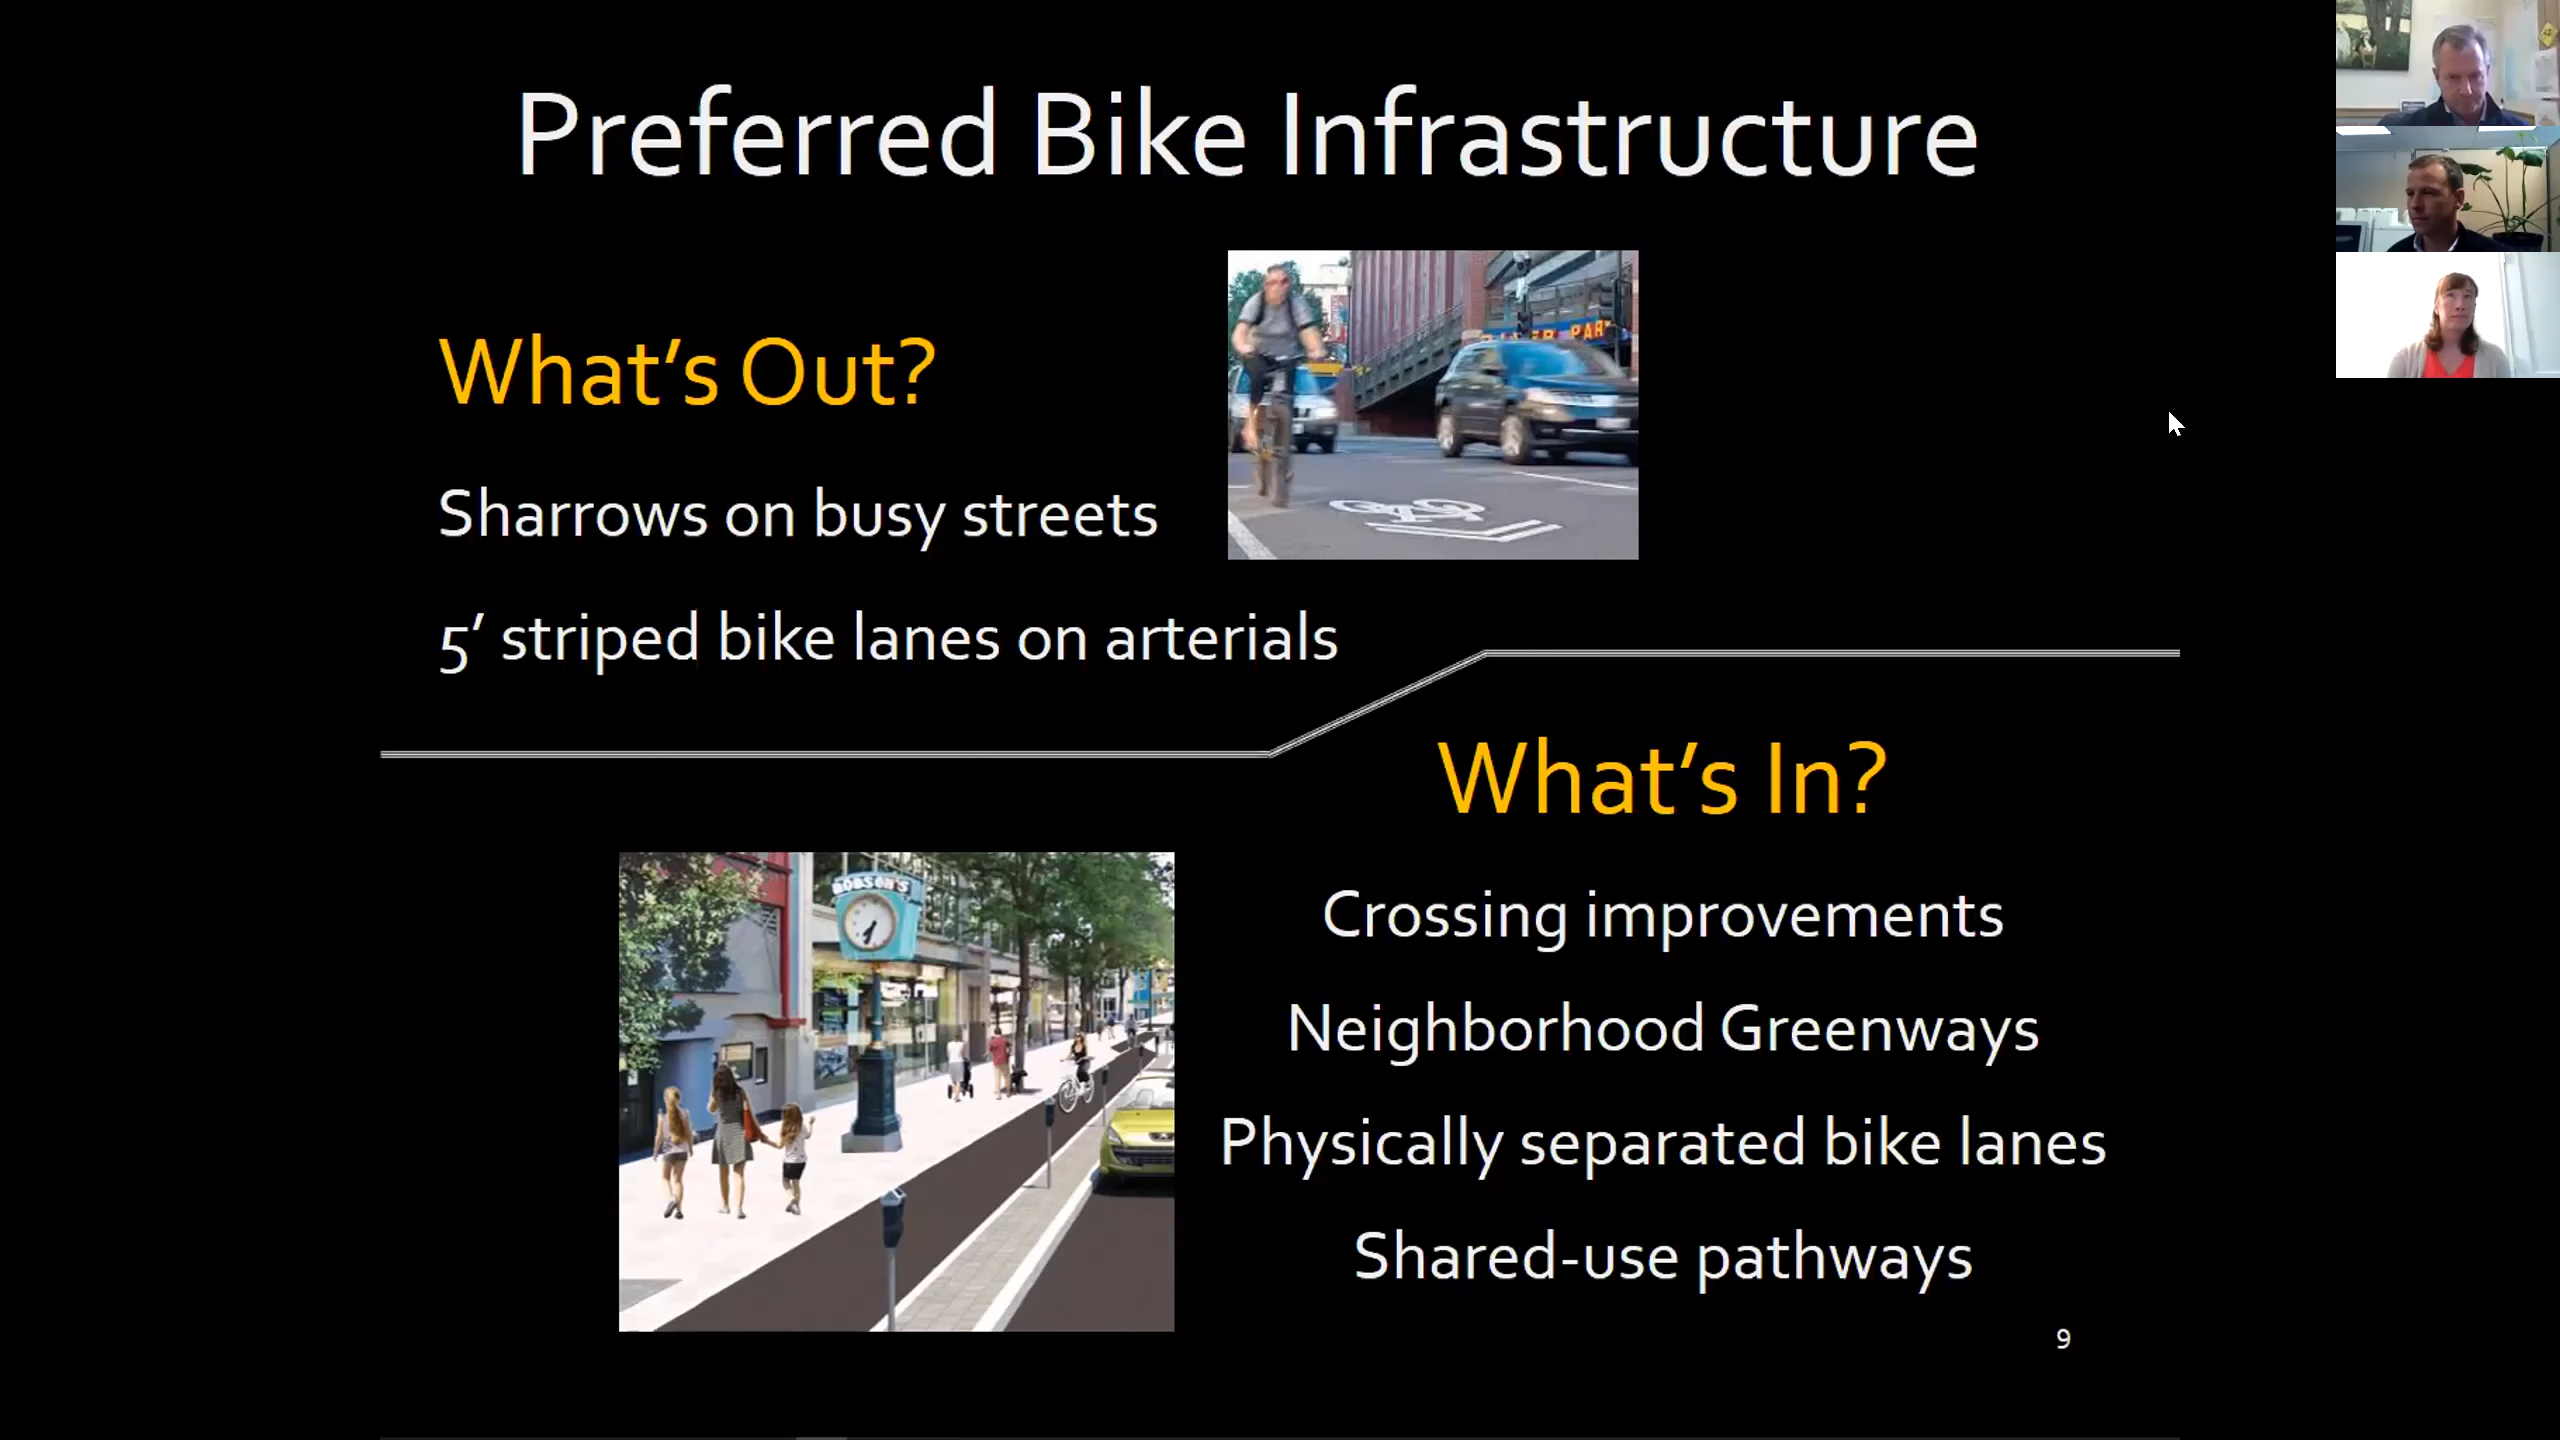 Preferred Bike Infrastructure
What’s Out?
Sharrows on busy streets
5’ striped bike lanes on arterials
What’s In?
Crossing improvements
Neighborhood Greenways
Physically separated bike lanes
Shared-use pathways
9